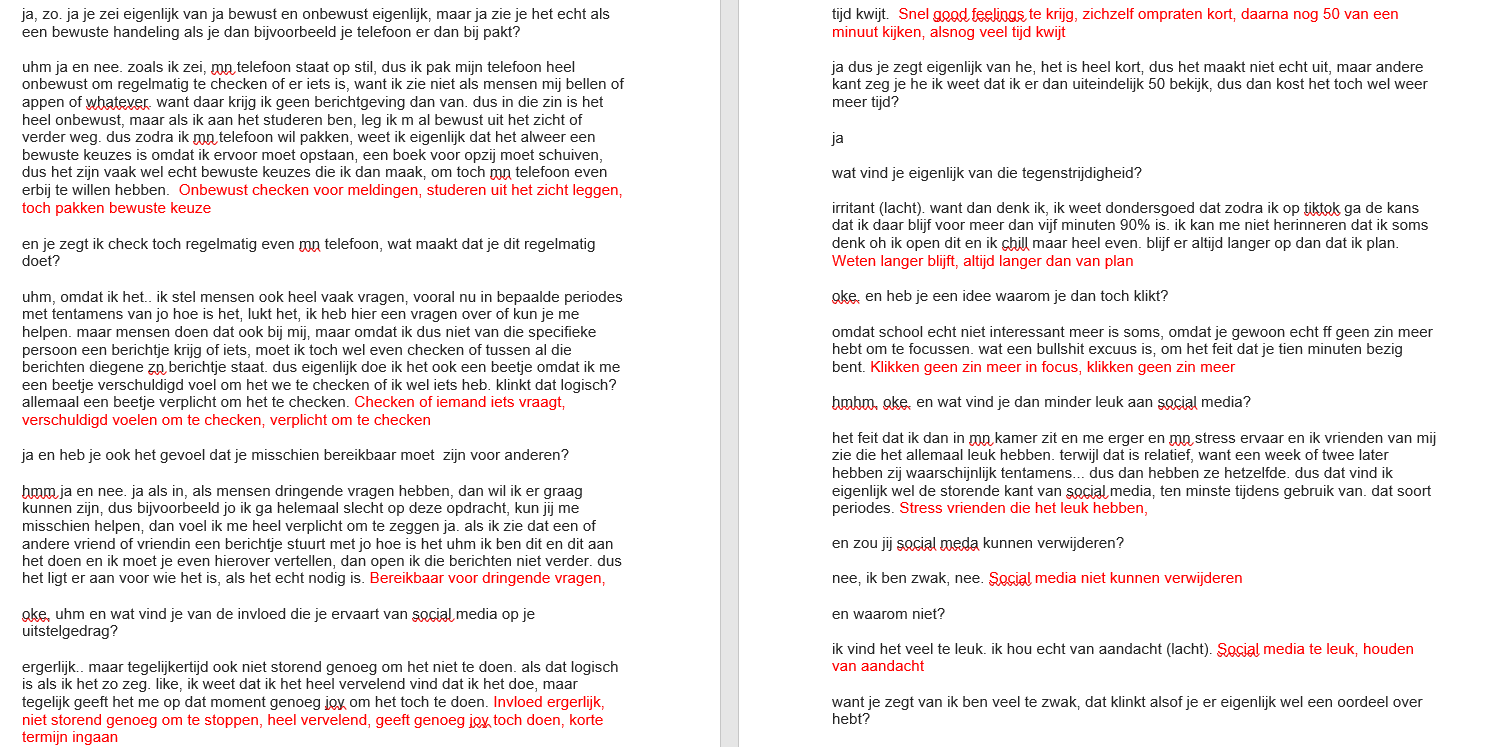 ja, zo. ja je zei eigenlijk van ja bewust en onbewust eigenlijk, maar ja zie je het echt als
een bewuste handeling als je dan bijvoorbeeld je telefoon er dan bij pakt?
uhm ja en nee. zoals ik zei, mn telefoon staat op stil, dus ik pak mijn telefoon heel
onbewust om regelmatig te checken of er iets is, want ik zie niet als mensen mij bellen of
appen of whatever. want daar krijg ik geen berichtgeving dan van. dus in die zin is het
heel onbewust, maar als ik aan het studeren ben, leg ik m al bewust uit het zicht of
verder weg. dus zodra ik mn telefoon wil pakken, weet ik eigenlijk dat het alweer een
bewuste keuzes is omdat ik ervoor moet opstaan, een boek voor opzij moet schuiven,
dus het zijn vaak wel echt bewuste keuzes die ik dan maak, om toch mn telefoon even
erbij te willen hebben. Onbewust checken voor meldingen, studeren uit het zicht leggen,
toch pakken bewuste keuze
en je zegt ik check toch regelmatig even mn telefoon, wat maakt dat je dit regelmatig
doet?
uhm, omdat ik het.. ik stel mensen ook heel vaak vragen, vooral nu in bepaalde periodes
met tentamens van jo hoe is het, lukt het, ik heb hier een vragen over of kun je me
helpen. maar mensen doen dat ook bij mij, maar omdat ik dus niet van die specifieke
persoon een berichtje krijg of iets, moet ik toch wel even checken of tussen al die
berichten diegene zn berichtje staat. dus eigenlijk doe ik het ook een beetje omdat ik me
een beetje verschuldigd voel om het we te checken of ik wel iets heb. klinkt dat logisch?
allemaal een beetje verplicht om het te checken. Checken of iemand iets vraagt,
verschuldigd voelen om te checken, verplicht om te checken
ja en heb je ook het gevoel dat je misschien bereikbaar moet zijn voor anderen?
hmm ja en nee. ja als in, als mensen dringende vragen hebben, dan wil ik er graag
kunnen zijn, dus bijvoorbeeld jo ik ga helemaal slecht op deze opdracht, kun jij me
misschien helpen, dan voel ik me heel verplicht om te zeggen ja. als ik zie dat een of
andere vriend of vriendin een berichtje stuurt met jo hoe is het uhm ik ben dit en dit aan
het doen en ik moet je even hierover vertellen, dan open ik die berichten niet verder. dus
het ligt er aan voor wie het is, als het echt nodig is. Bereikbaar voor dringende vragen,
oke, uhm en wat vind je van de invloed die je ervaart van social media op je
uitstelgedrag?
ergerlijk.. maar tegelijkertijd ook niet storend genoeg om het niet te doen. als dat logisch
is als ik het zo zeg. like, ik weet dat ik het heel vervelend vind dat ik het doe, maar
tegelijk geeft het me op dat moment genoeg joy om het toch te doen. Invloed ergerlijk,
niet storend genoeg om te stoppen, heel vervelend, geeft genoeg joy toch doen, korte
termijn ingaan
tijd kwijt. Snel good feelings te krijg, zichzelf ompraten kort, daarna nog 50 van een
minuut kijken, alsnog veel tijd kwijt
ja dus je zegt eigenlijk van he, het is heel kort, dus het maakt niet echt uit, maar andere
kant zeg je he ik weet dat ik er dan uiteindelijk 50 bekijk, dus dan kost het toch wel weer
meer tijd?
ja
wat vind je eigenlijk van die tegenstrijdigheid?
irritant (lacht). want dan denk ik, ik weet dondersgoed dat zodra ik op tiktok ga de kans
dat ik daar blijf voor meer dan vijf minuten 90% is. ik kan me niet herinneren dat ik soms
denk oh ik open dit en ik chill maar heel even. blijf er altijd langer op dan dat ik plan.
Weten langer blijft, altijd langer dan van plan
oke, en heb je een idee waarom je dan toch klikt?
omdat school echt niet interessant meer is soms, omdat je gewoon echt ff geen zin meer
hebt om te focussen. wat een bullshit excuus is, om het feit dat je tien minuten bezig
bent. Klikken geen zin meer in focus, klikken geen zin meer
hmhm, oke, en wat vind je dan minder leuk aan social media?
het feit dat ik dan in mn kamer zit en me erger en mn stress ervaar en ik vrienden van mij
zie die het allemaal leuk hebben. terwijl dat is relatief, want een week of twee later
hebben zij waarschijnlijk tentamens... dus dan hebben ze hetzelfde. dus dat vind ik
eigenlijk wel de storende kant van social media, ten minste tijdens gebruik van. dat soort
periodes. Stress vrienden die het leuk hebben,
en zou jij social meda kunnen verwijderen?
nee, ik ben zwak, nee. Social media niet kunnen verwijderen
en waarom niet?
ik vind het veel te leuk. ik hou echt van aandacht (lacht). Social media te leuk, houden
van aandacht
want je zegt van ik ben veel te zwak, dat klinkt alsof je er eigenlijk wel een oordeel over
hebt?